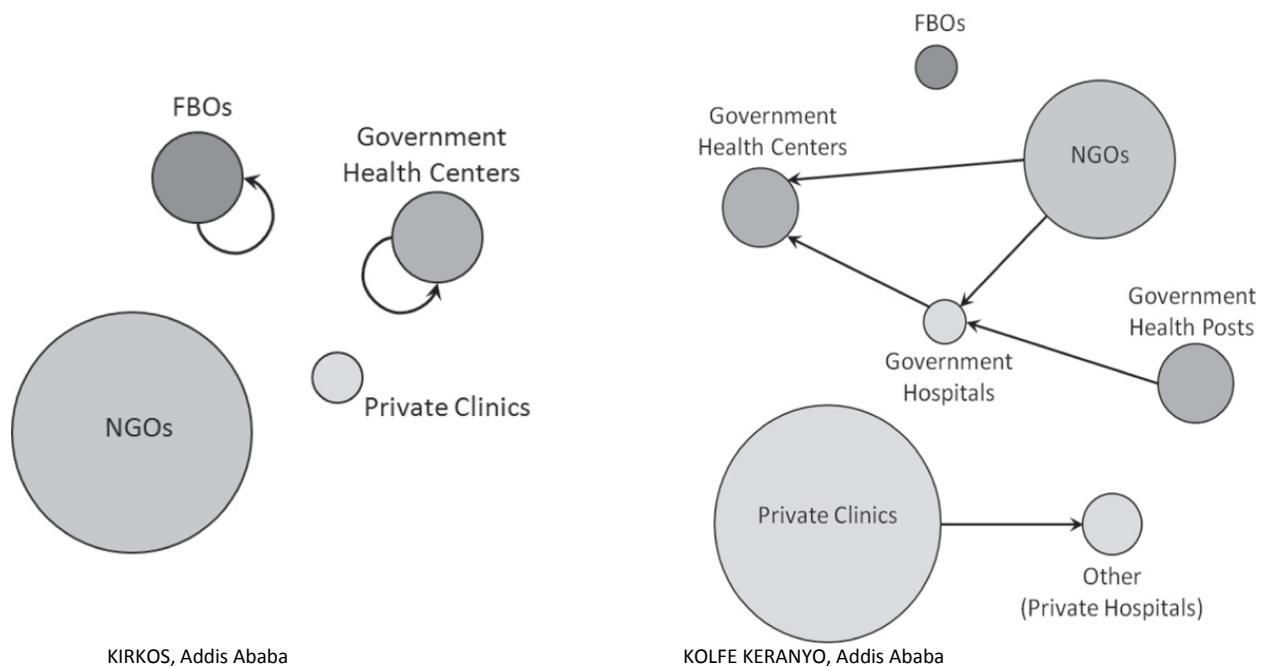 FBOs
Government
Health Centers
NGOs
Private Clinics
KIRKOS, Addis Ababa
FBOs
Government
Health Centers
NGOs
Government
Health Posts
Government
Hospitals
Private Clinics
Other
(Private Hospitals)
KOLFE KERANYO, Addis Ababa